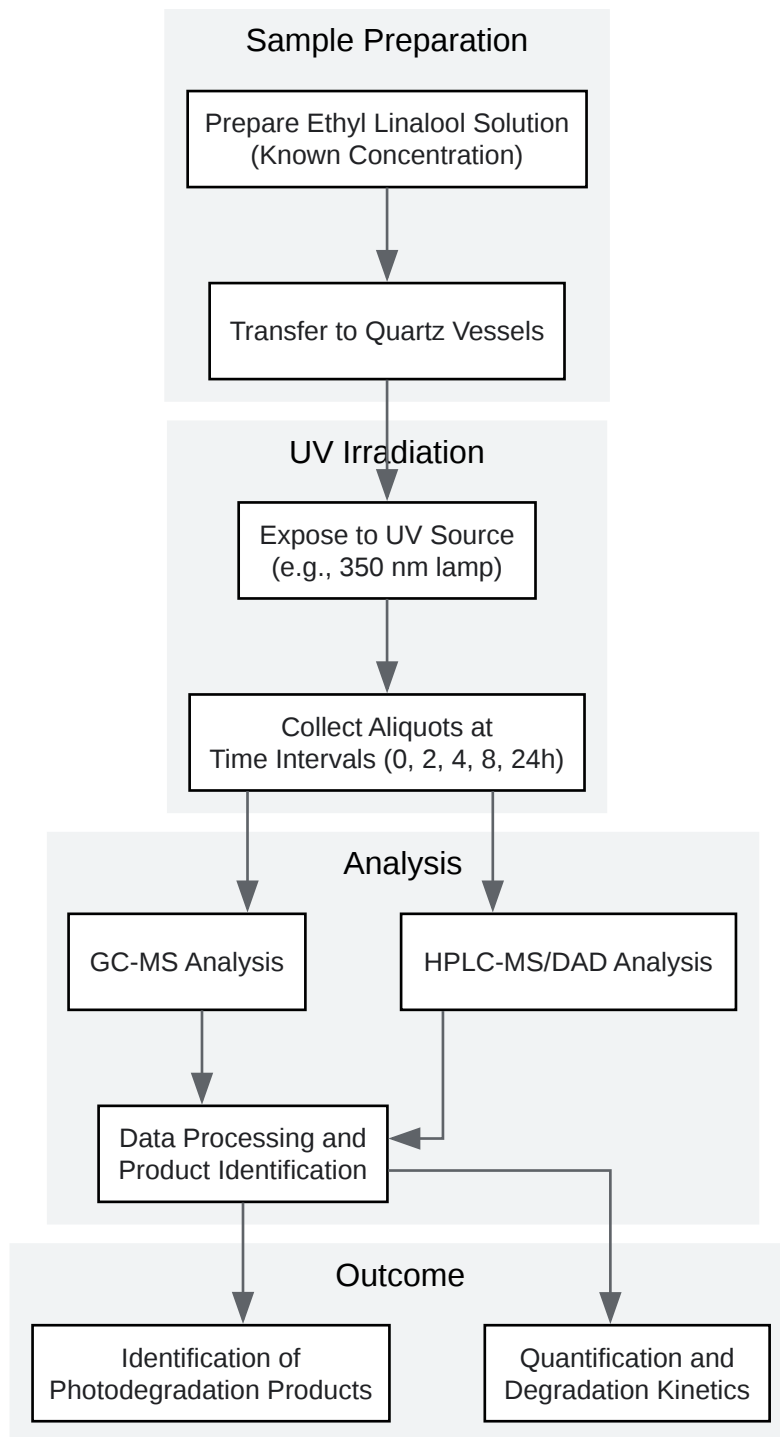 Sample Preparation
Prepare Ethyl Linalool Solution
(Known Concentration)
Transfer to Quartz Vessels
UV Irradiation
Expose to UV Source
(e.g., 350 nm lamp)
Collect Aliquots at
Time Intervals (0, 2, 4, 8, 24h)
Analysis
GC-MS Analysis
HPLC-MS/DAD Analysis
Data Processing and
Product Identification
Outcome
Identification of
Photodegradation Products
Quantification and
Degradation Kinetics